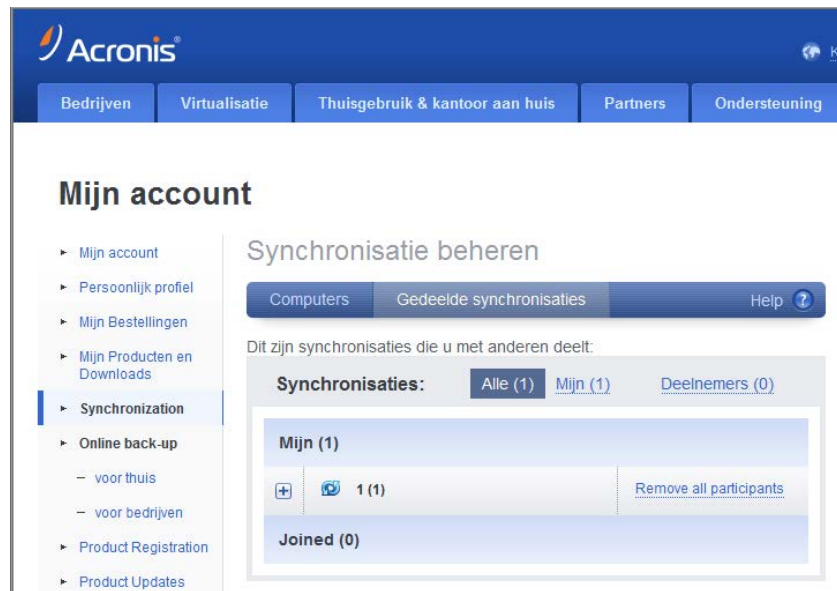 Acronis®
Bedrijven
Virtualisatie
Thuisgebruik & kantoor aan huis
Partners
Ondersteuning
Mijn account
Mijn account
Persoonlijk profiel
Mijn Bestellingen
Mijn Producten en
Downloads
Synchronization
Online back-up
– voor thuis
– voor bedrijven
Product Registration
Product Updates
Synchronisatie beheren
Computers
Gedeelde synchronisaties
Help ?
Dit zijn synchronisaties die u met anderen deelt:
Synchronisaties:
Alle (1)
Mijn (1)
Deelnemers (0)
Mijn (1)
1 (1)
Remove all participants
Joined (0)